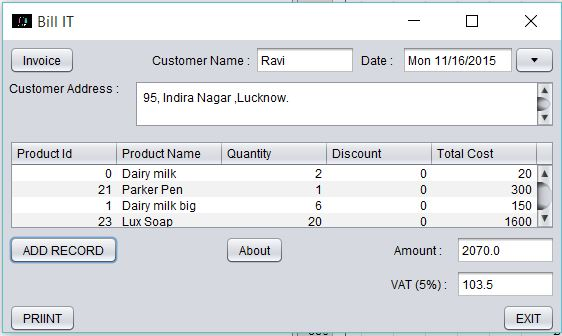 Bill IT
Invoice Customer Name : Ravi Date : Mon 11/16/2015
Customer Address : 95, Indira Nagar ,Lucknow.
Product Id Product Name Quantity Discount Total Cost
0 Dairy milk 2 0 20
21 Parker Pen 1 0 300
1 Dairy milk big 6 0 150
23 Lux Soap 20 0 1600
ADD RECORD About Amount : 2070.0
VAT (5%) : 103.5
PRIINT EXIT